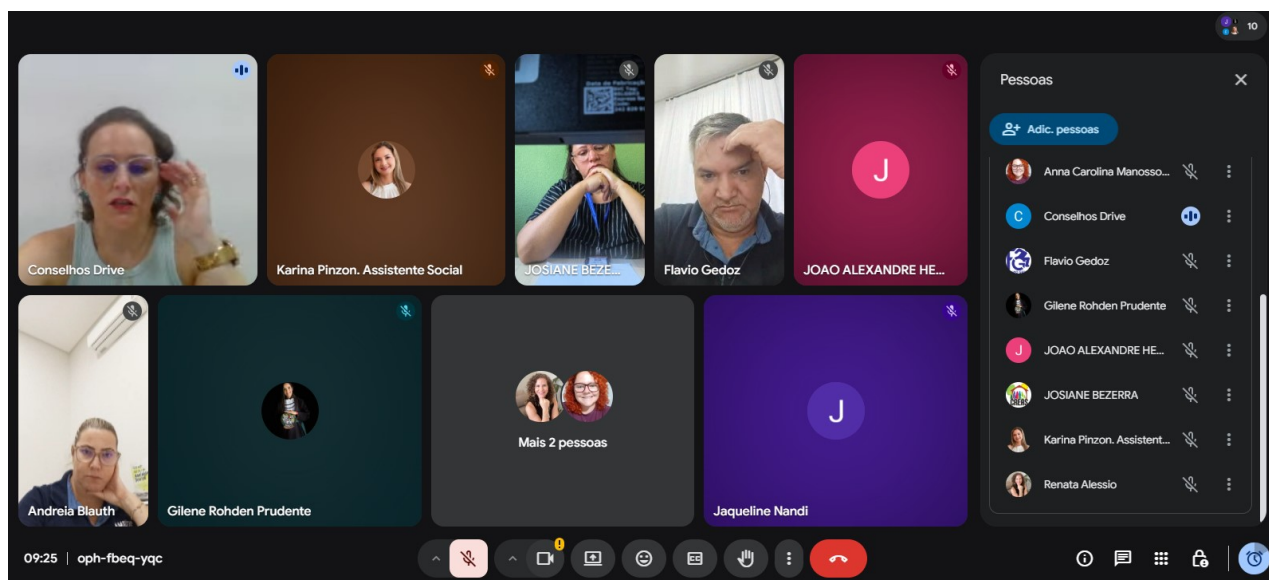 10
Conselhos Drive
Karina Pinzon. Assistente Social
JOSIANE BEZE...
Flavio Gedoz
J
JOAO ALEXANDRE HE...
Andreia Blauth
Gilene Rohden Prudente
Mais 2 pessoas
J
Jaqueline Nandi
Pessoas
Adic. pessoas
Anna Carolina Manosso...
C
Conselhos Drive
Flavio Gedoz
Gilene Rohden Prudente
J
JOAO ALEXANDRE HE...
JOSIANE BEZERRA
Karina Pinzon. Assistent...
Renata Alessio
09:25 | oph-fbeq-yqc